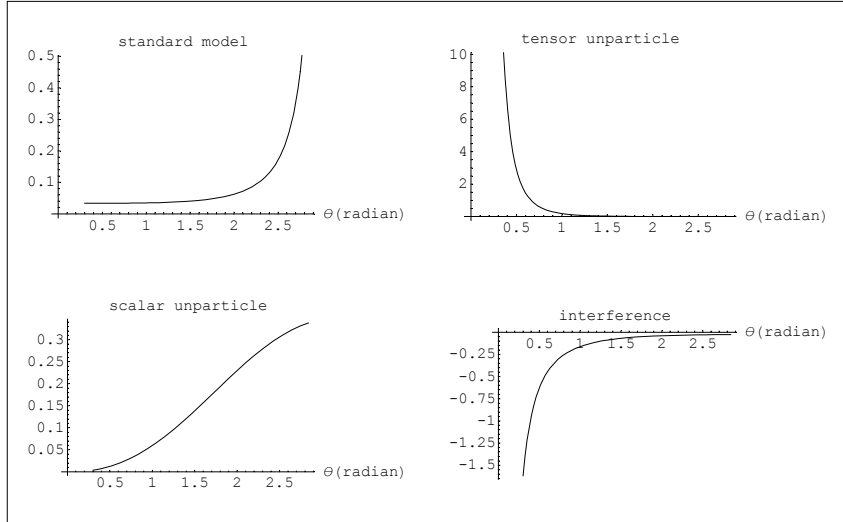 standard model
0.5
0.4
0.3
0.2
0.1
0.5 1 1.5 2 2.5
θ(radian)
tensor unparticle
10
8
6
4
2
0.5 1 1.5 2 2.5
θ(radian)
scalar unparticle
0.3
0.25
0.2
0.15
0.1
0.05
0.5 1 1.5 2 2.5
θ(radian)
interference
θ(radian)
0.5 1 1.5 2 2.5
-0.25
-0.5
-0.75
-1
-1.25
-1.5